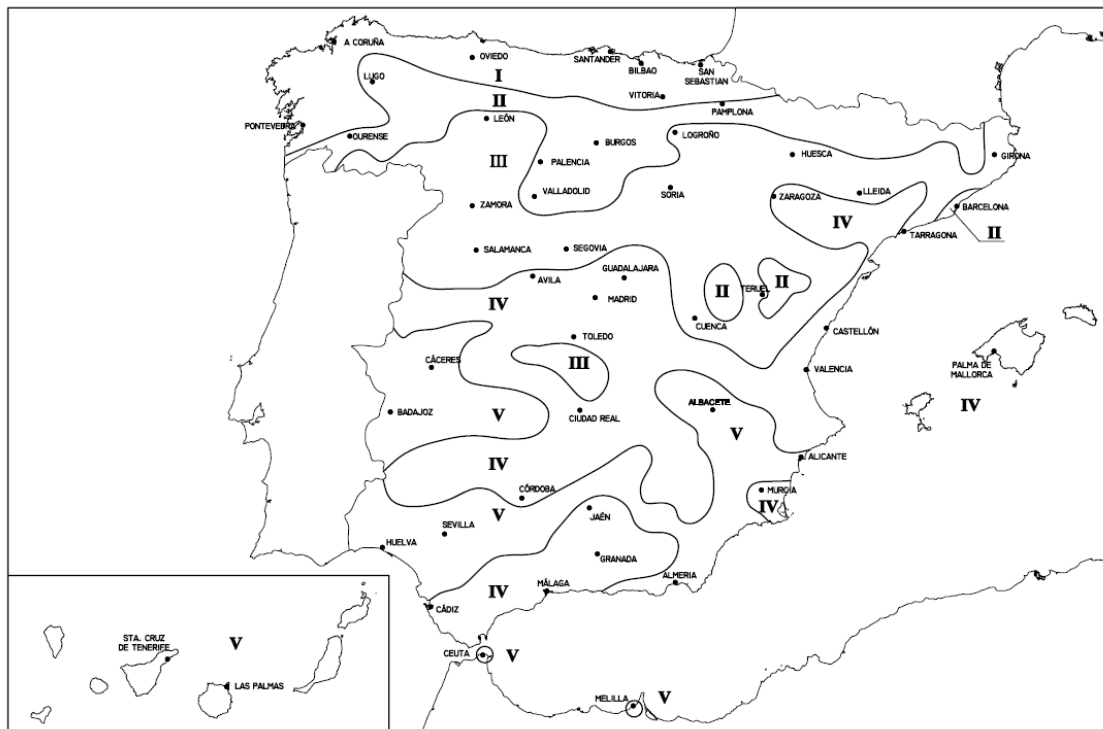 A CORUÑA
OVIEDO
SANTANDER
BILBAO
SAN
SEBASTIAN
LUGO
I
VITORIA
II
PAMPLONA
PONTEVEDRA
LEÓN
OURENSE
LOGROÑO
BURGOS
III
PALENCIA
HUESCA
GIRONA
VALLADOLID
SORIA
ZARAGOZA
LLEIDA
ZAMORA
IV
BARCELONA
TARRAGONA
II
SALAMANCA
SEGOVIA
AVILA
GUADALAJARA
TERUEL
II
II
IV
MADRID
CUENCA
CASTELLÓN
TOLEDO
CÁCERES
III
VALENCIA
PALMA DE
MALLORCA
ALBACETE
IV
BADAJOZ
V
CIUDAD REAL
V
IV
ALICANTE
CÓRDOBA
MURCIA
IV
V
JAÉN
SEVILLA
HUELVA
GRANADA
ALMERIA
MÁLAGA
IV
CÁDIZ
STA. CRUZ
DE TENERIFE
V
CEUTA
V
LAS PALMAS
MELILLA
V